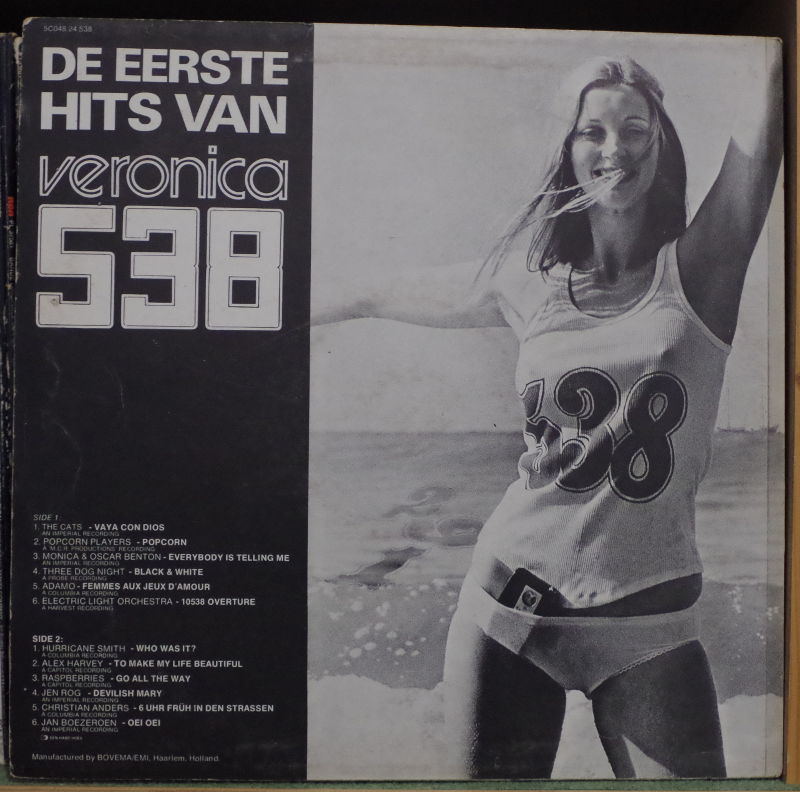 5C048 24 538
DE EERSTE
HITS VAN
veronica
538
538
SIDE 1:
1. THE CATS - VAYA CON DIOS
AN IMPERIAL RECORDING
2. POPCORN PLAYERS - POPCORN
A 'M.C.R. PRODUCTIONS' RECORDING
3. MONICA & OSCAR BENTON - EVERYBODY IS TELLING ME
AN IMPERIAL RECORDING
4. THREE DOG NIGHT - BLACK & WHITE
A PROBE RECORDING
5. ADAMO - FEMMES AUX JEUX D'AMOUR
A COLUMBIA RECORDING
6. ELECTRIC LIGHT ORCHESTRA - 10538 OVERTURE
A HARVEST RECORDING
SIDE 2:
1. HURRICANE SMITH - WHO WAS IT?
A COLUMBIA RECORDING
2. ALEX HARVEY - TO MAKE MY LIFE BEAUTIFUL
A CAPITOL RECORDING
3. RASPBERRIES - GO ALL THE WAY
A CAPITOL RECORDING
4. JEN ROG - DEVILISH MARY
AN IMPERIAL RECORDING
5. CHRISTIAN ANDERS - 6 UHR FRÜH IN DEN STRASSEN
A COLUMBIA RECORDING
6. JAN BOEZEROEN - OEI OEI
AN IMPERIAL RECORDING
Manufactured by BOVEMA/EMI, Haarlem, Holland.